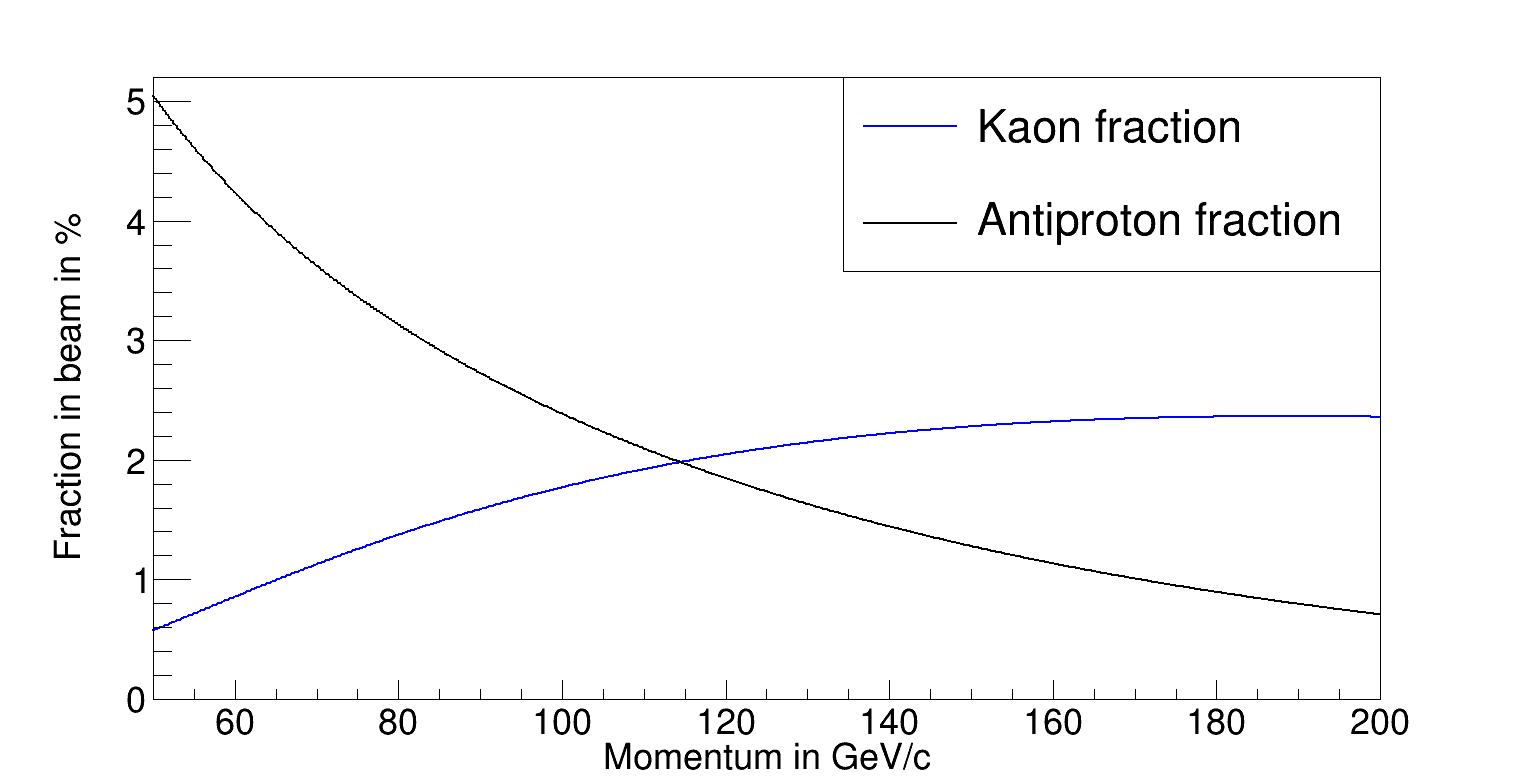 Kaon fraction
Antiproton fraction
Fraction in beam in %
5
4
3
2
1
0
60 80 100 120 140 160 180 200
Momentum in GeV/c